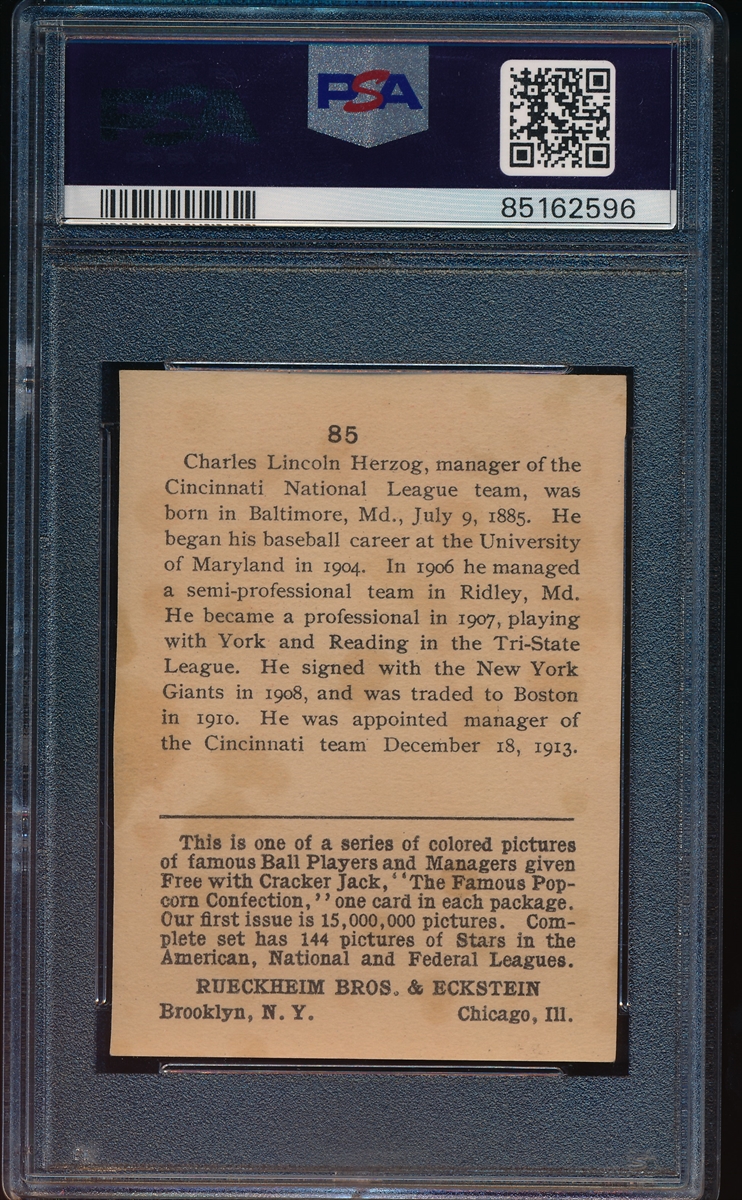 PSA
85162596
85
Charles Lincoln Herzog, manager of the
Cincinnati National League team, was
born in Baltimore, Md., July 9, 1885. He
began his baseball career at the University
of Maryland in 1904. In 1906 he managed
a semi-professional team in Ridley, Md.
He became a professional in 1907, playing
with York and Reading in the Tri-State
League. He signed with the New York
Giants in 1908, and was traded to Boston
in 1910. He was appointed manager of
the Cincinnati team December 18, 1913.
This is one of a series of colored pictures
of famous Ball Players and Managers given
Free with Cracker Jack, "The Famous Pop-
corn Confection," one card in each package.
Our first issue is 15,000,000 pictures. Com-
plete set has 144 pictures of Stars in the
American, National and Federal Leagues.
RUECKHEIM BROS. & ECKSTEIN
Brooklyn, N. Y. Chicago, Ill.